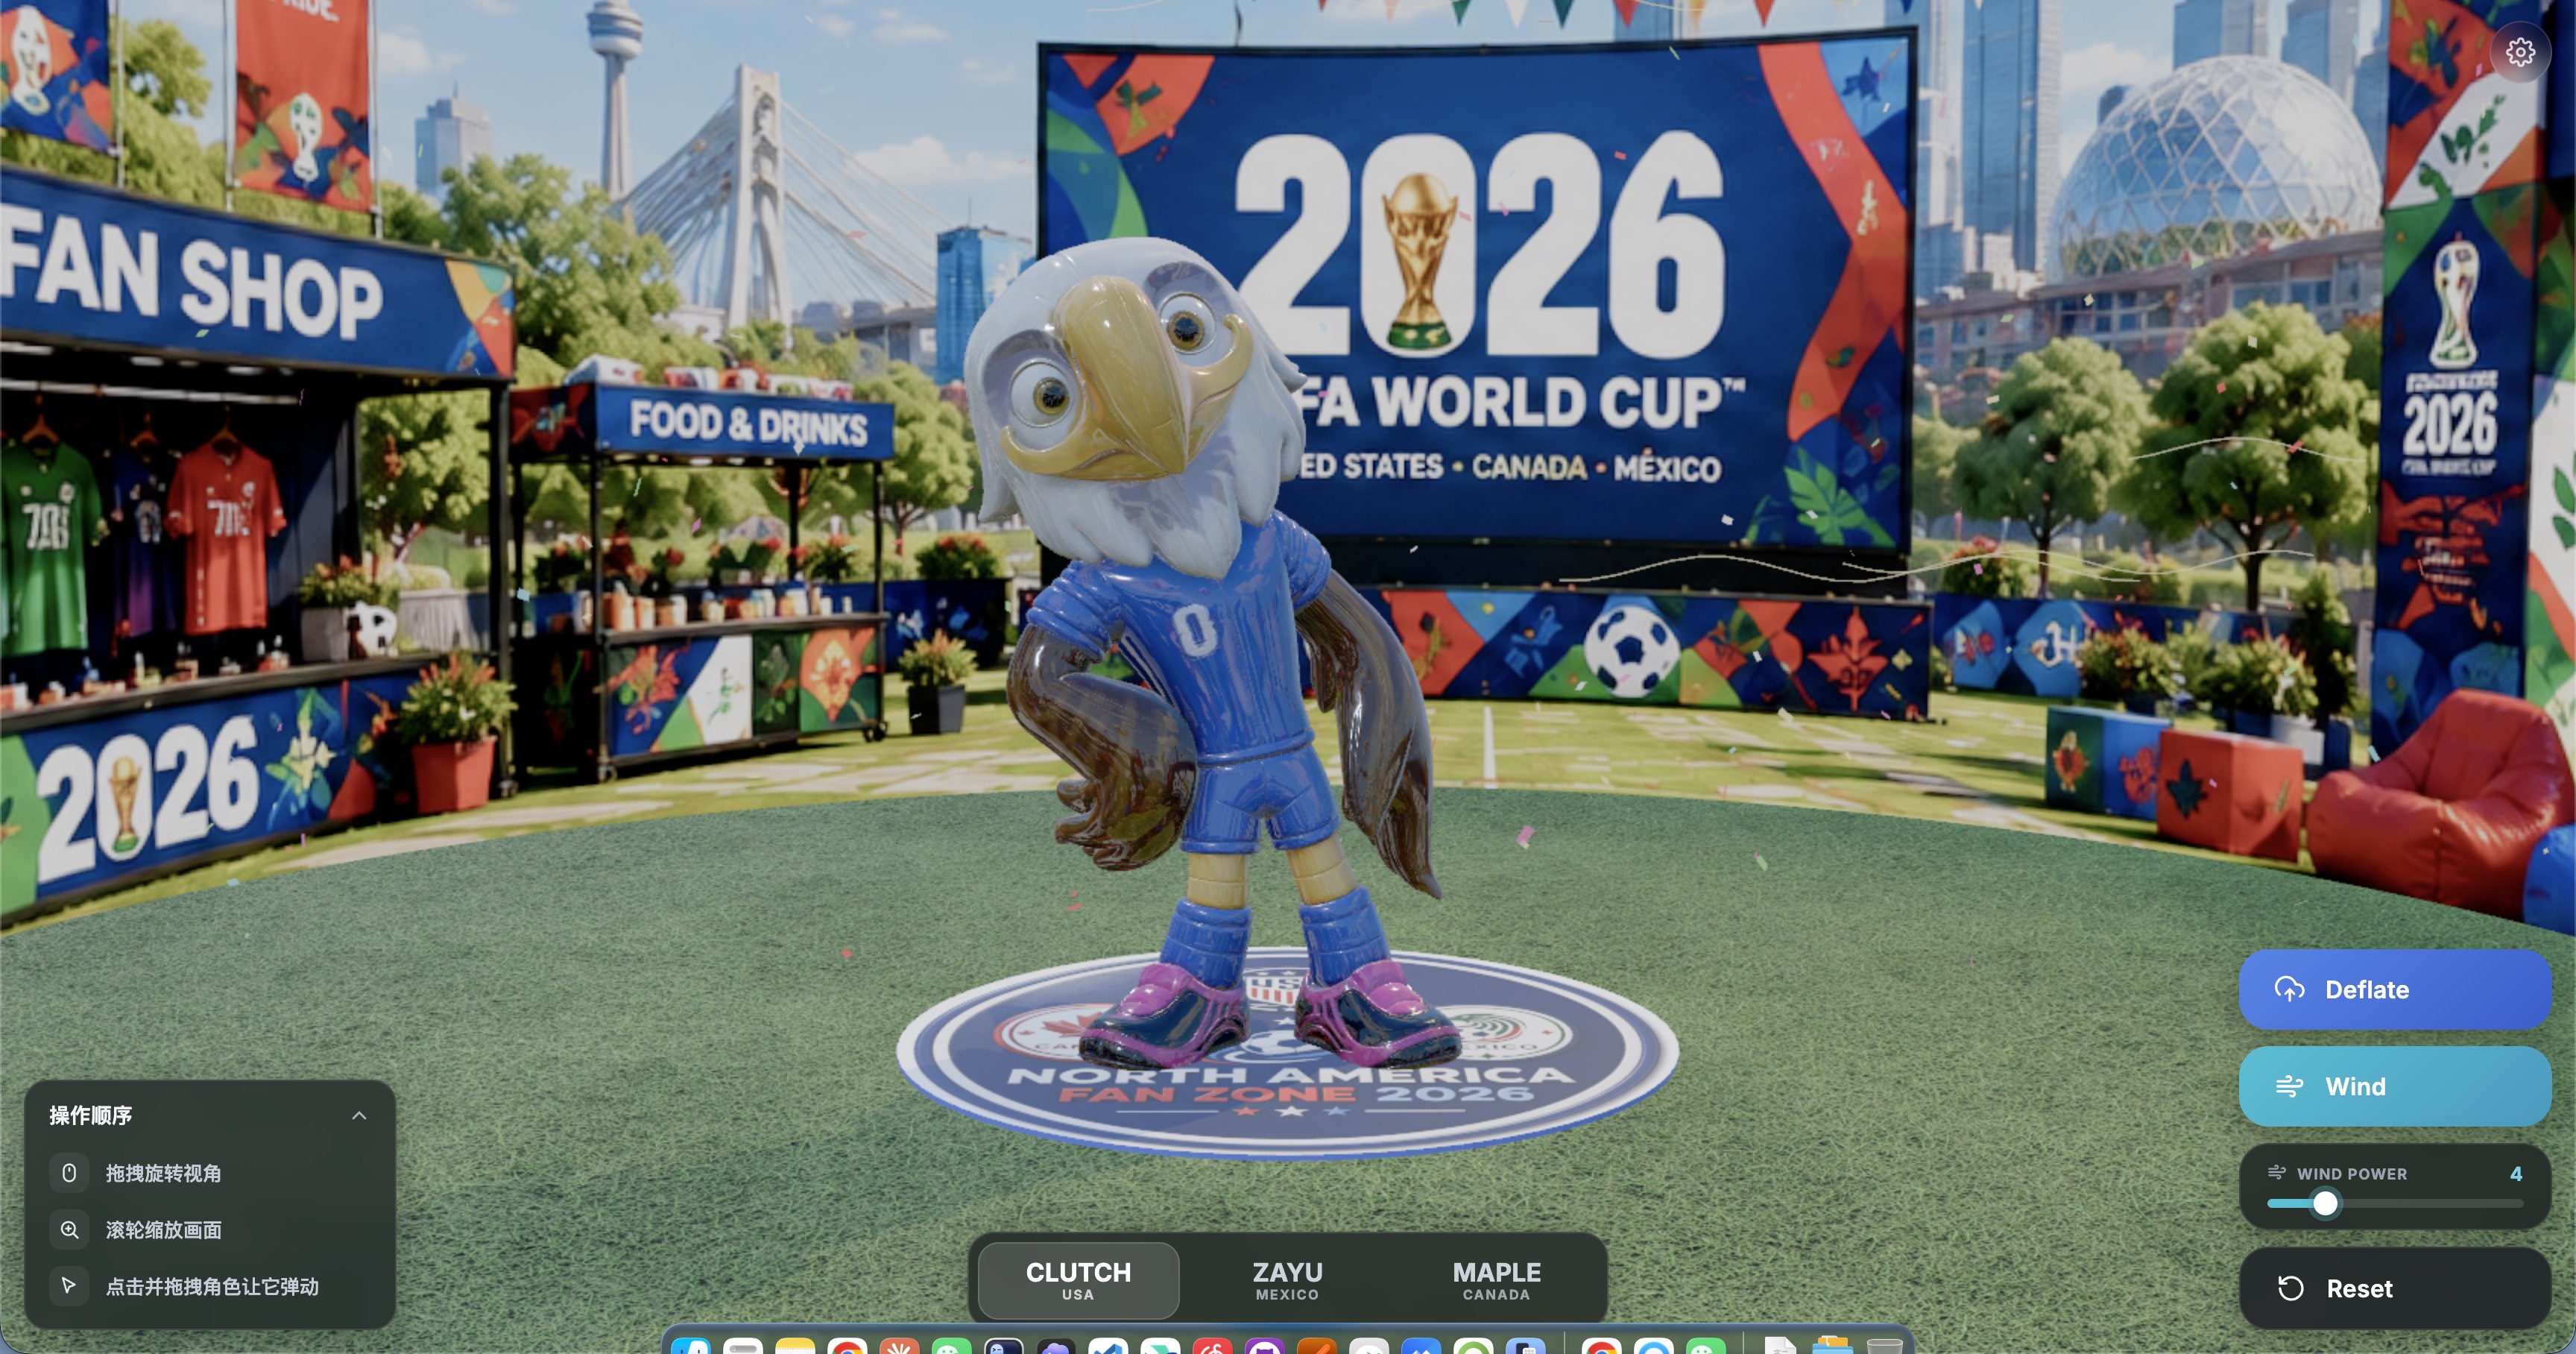 FAN SHOP
FOOD & DRINKS
2026
2026
FA WORLD CUP™
ED STATES • CANADA • MÉXICO
2026
0
US
NORTH AMERICA
FAN ZONE 2026
操作顺序
拖拽旋转视角
滚轮缩放画面
点击并拖拽角色让它弹动
CLUTCH
USA
ZAYU
MEXICO
MAPLE
CANADA
Deflate
Wind
WIND POWER
4
Reset